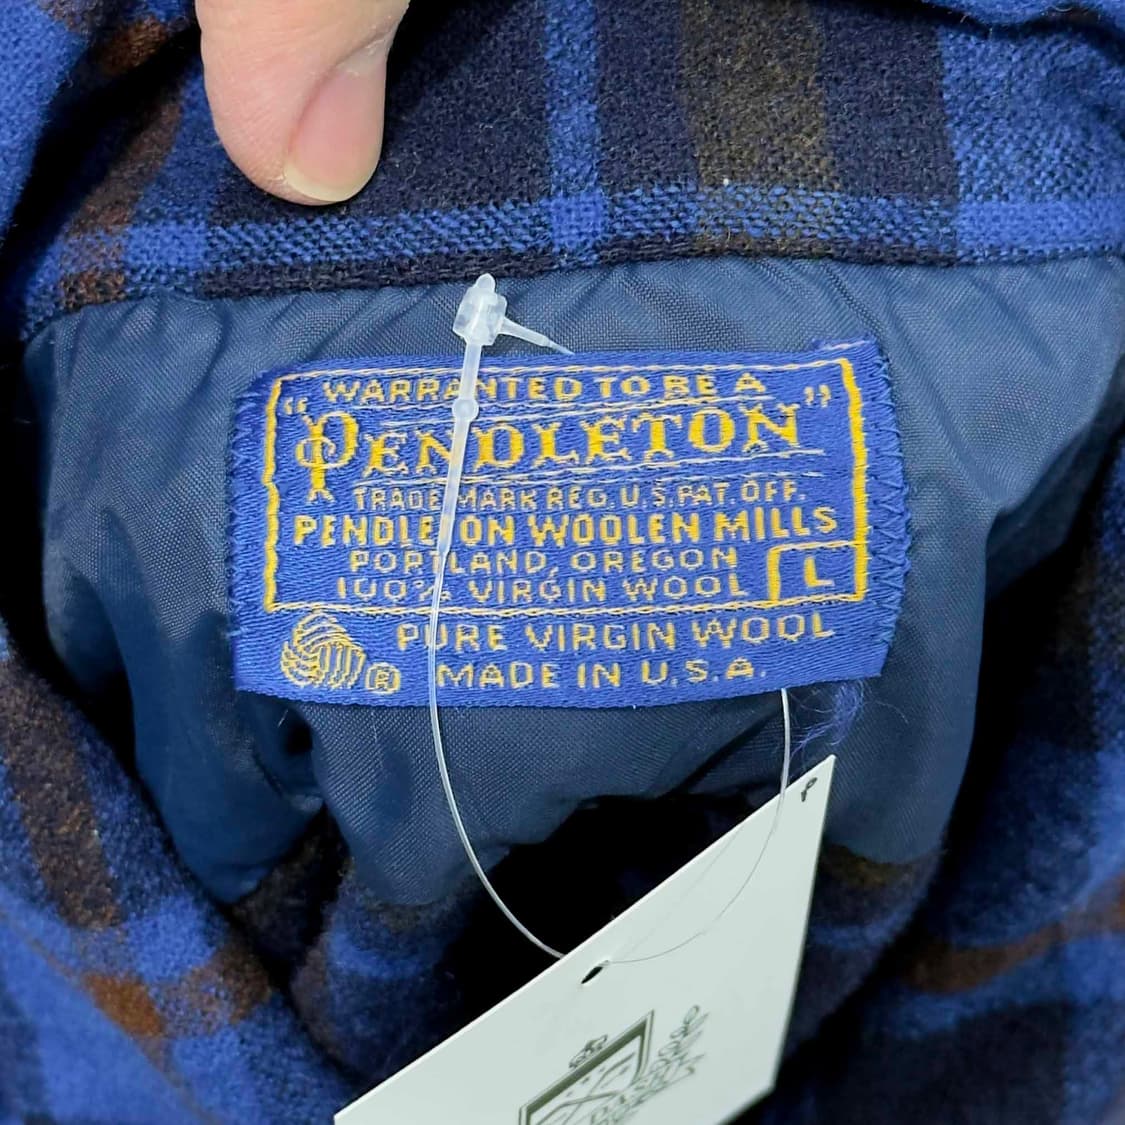 WARRANTED TO BE A
"PENDLETON"
TRADE MARK REG. U.S. PAT. OFF.
PENDLETON WOOLEN MILLS
PORTLAND, OREGON
100% VIRGIN WOOL
L
PURE VIRGIN WOOL
® MADE IN U.S.A.